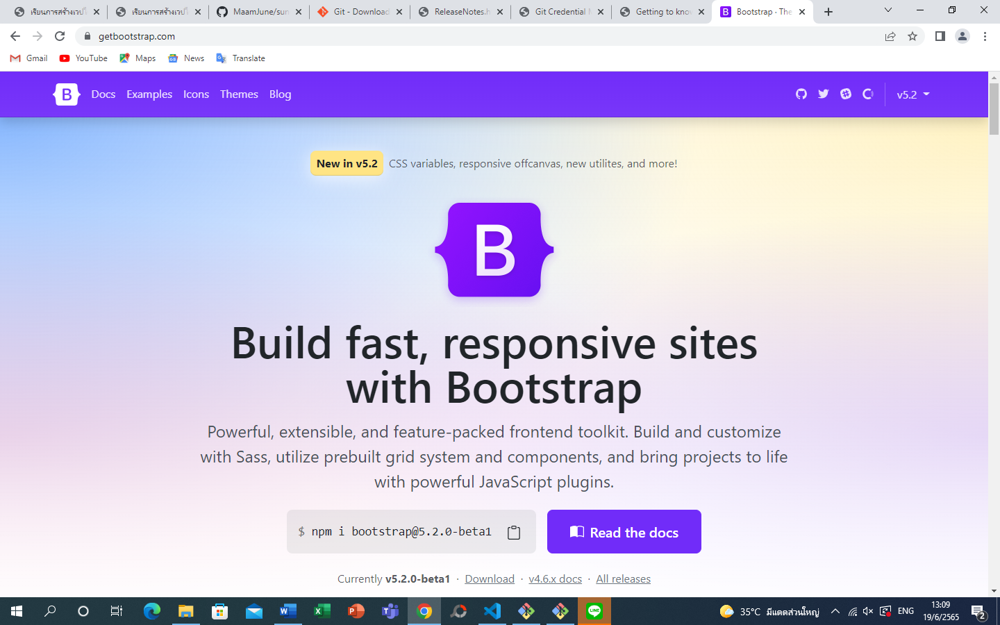 เรียนการสร้างเวปไ
เรียนการสร้างเวปไ
MaamJune/sun
Git - Download
ReleaseNotes.h
Git Credential M
Getting to know
Bootstrap · The
getbootstrap.com
Gmail
YouTube
Maps
News
Translate
B
Docs
Examples
Icons
Themes
Blog
v5.2
New in v5.2 CSS variables, responsive offcanvas, new utilites, and more!
B
Build fast, responsive sites
with Bootstrap
Powerful, extensible, and feature-packed frontend toolkit. Build and customize
with Sass, utilize prebuilt grid system and components, and bring projects to life
with powerful JavaScript plugins.
$ npm i bootstrap@5.2.0-beta1
Read the docs
Currently v5.2.0-beta1 · Download · v4.6.x docs · All releases
35°C มีแดดส่วนใหญ่
ENG
13:09
19/6/2565
2